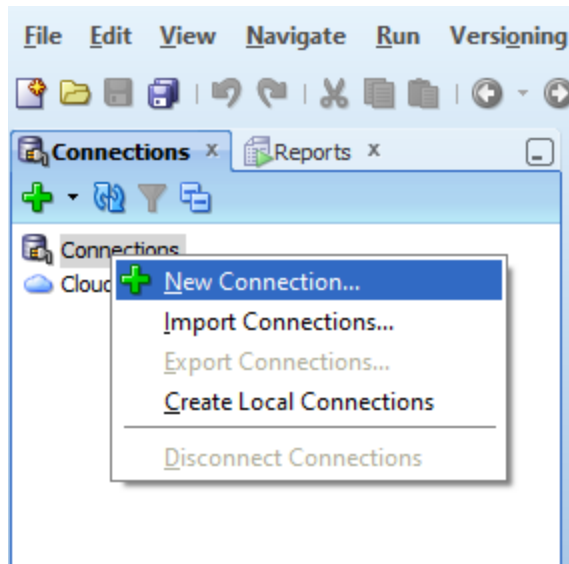 File Edit View Navigate Run Versioning
Connections x Reports x
Connections
Cloud
New Connection...
Import Connections...
Export Connections...
Create Local Connections
Disconnect Connections